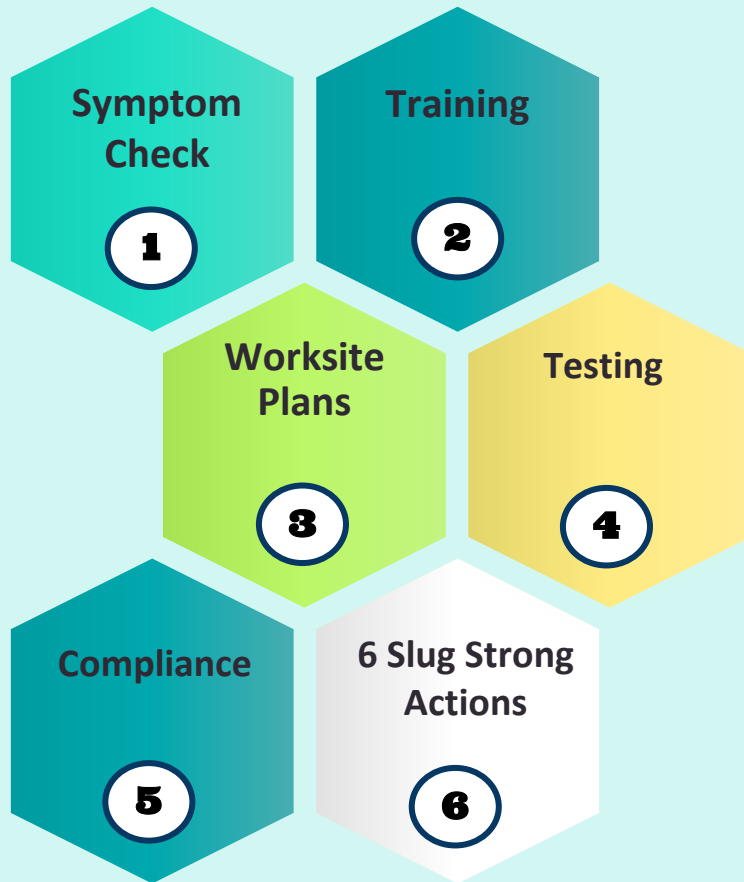 Symptom
Check
1
Training
2
Worksite
Plans
3
Testing
4
Compliance
5
6 Slug Strong
Actions
6